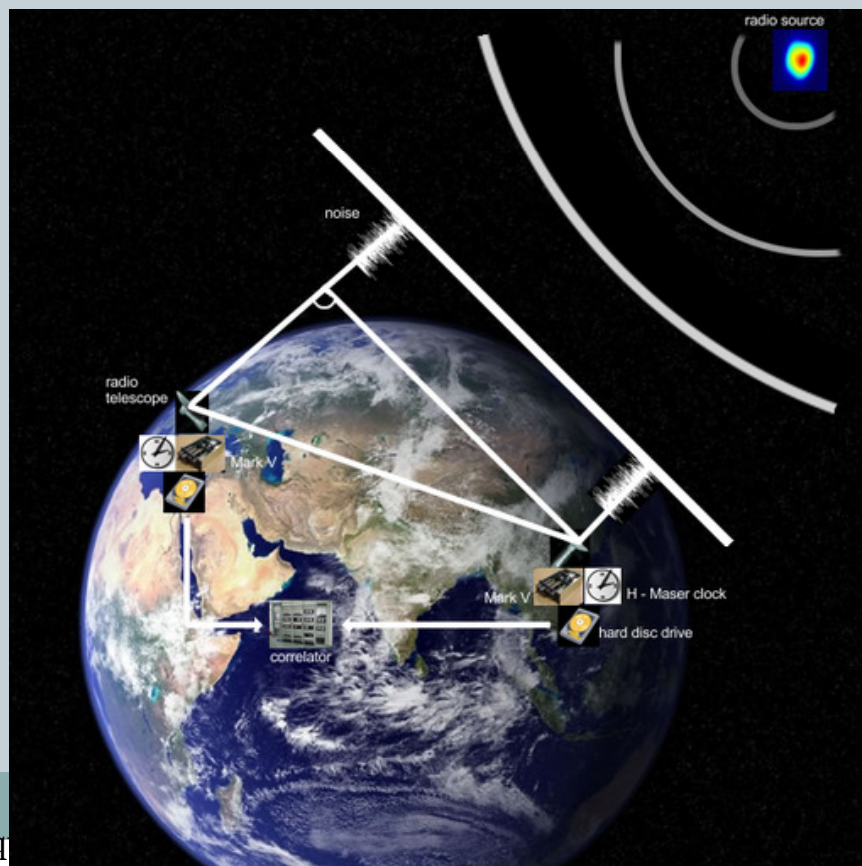 radio source
noise
radio
telescope
Mark V
Mark V
H - Maser clock
hard disc drive
correlator